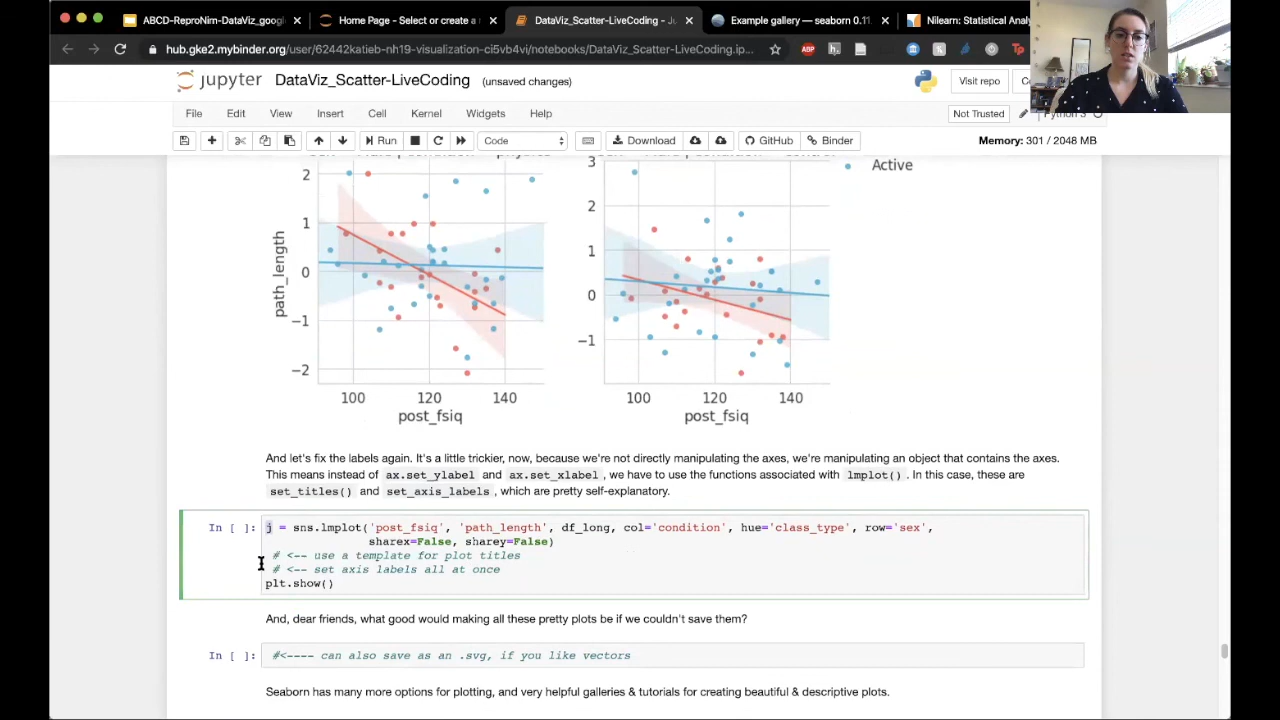 ABCD-ReproNim-DataViz_google
Home Page - Select or create a
DataViz_Scatter-LiveCoding - J
Example gallery — seaborn 0.11.
Nilearn: Statistical Analy
hub.gke2.mybinder.org/user/62442katieb-nh19-visualization-ci5vb4vi/notebooks/DataViz_Scatter-LiveCoding.ip...
ABP
jupyter DataViz_Scatter-LiveCoding (unsaved changes)
Visit repo
File Edit View Insert Cell Kernel Widgets Help
Not Trusted
Run Code Download GitHub Binder Memory: 301 / 2048 MB
2
1
0
−1
−2
path_length
100 120 140
post_fsiq
3
2
1
0
−1
100 120 140
post_fsiq
Active
And let's fix the labels again. It's a little trickier, now, because we're not directly manipulating the axes, we're manipulating an object that contains the axes.
This means instead of ax.set_ylabel and ax.set_xlabel, we have to use the functions associated with lmplot(). In this case, these are
set_titles() and set_axis_labels, which are pretty self-explanatory.
In [ ]: j = sns.lmplot('post_fsiq', 'path_length', df_long, col='condition', hue='class_type', row='sex',
sharex=False, sharey=False)
# <-- use a template for plot titles
# <-- set axis labels all at once
plt.show()
And, dear friends, what good would making all these pretty plots be if we couldn't save them?
In [ ]: #<---- can also save as an .svg, if you like vectors
Seaborn has many more options for plotting, and very helpful galleries & tutorials for creating beautiful & descriptive plots.